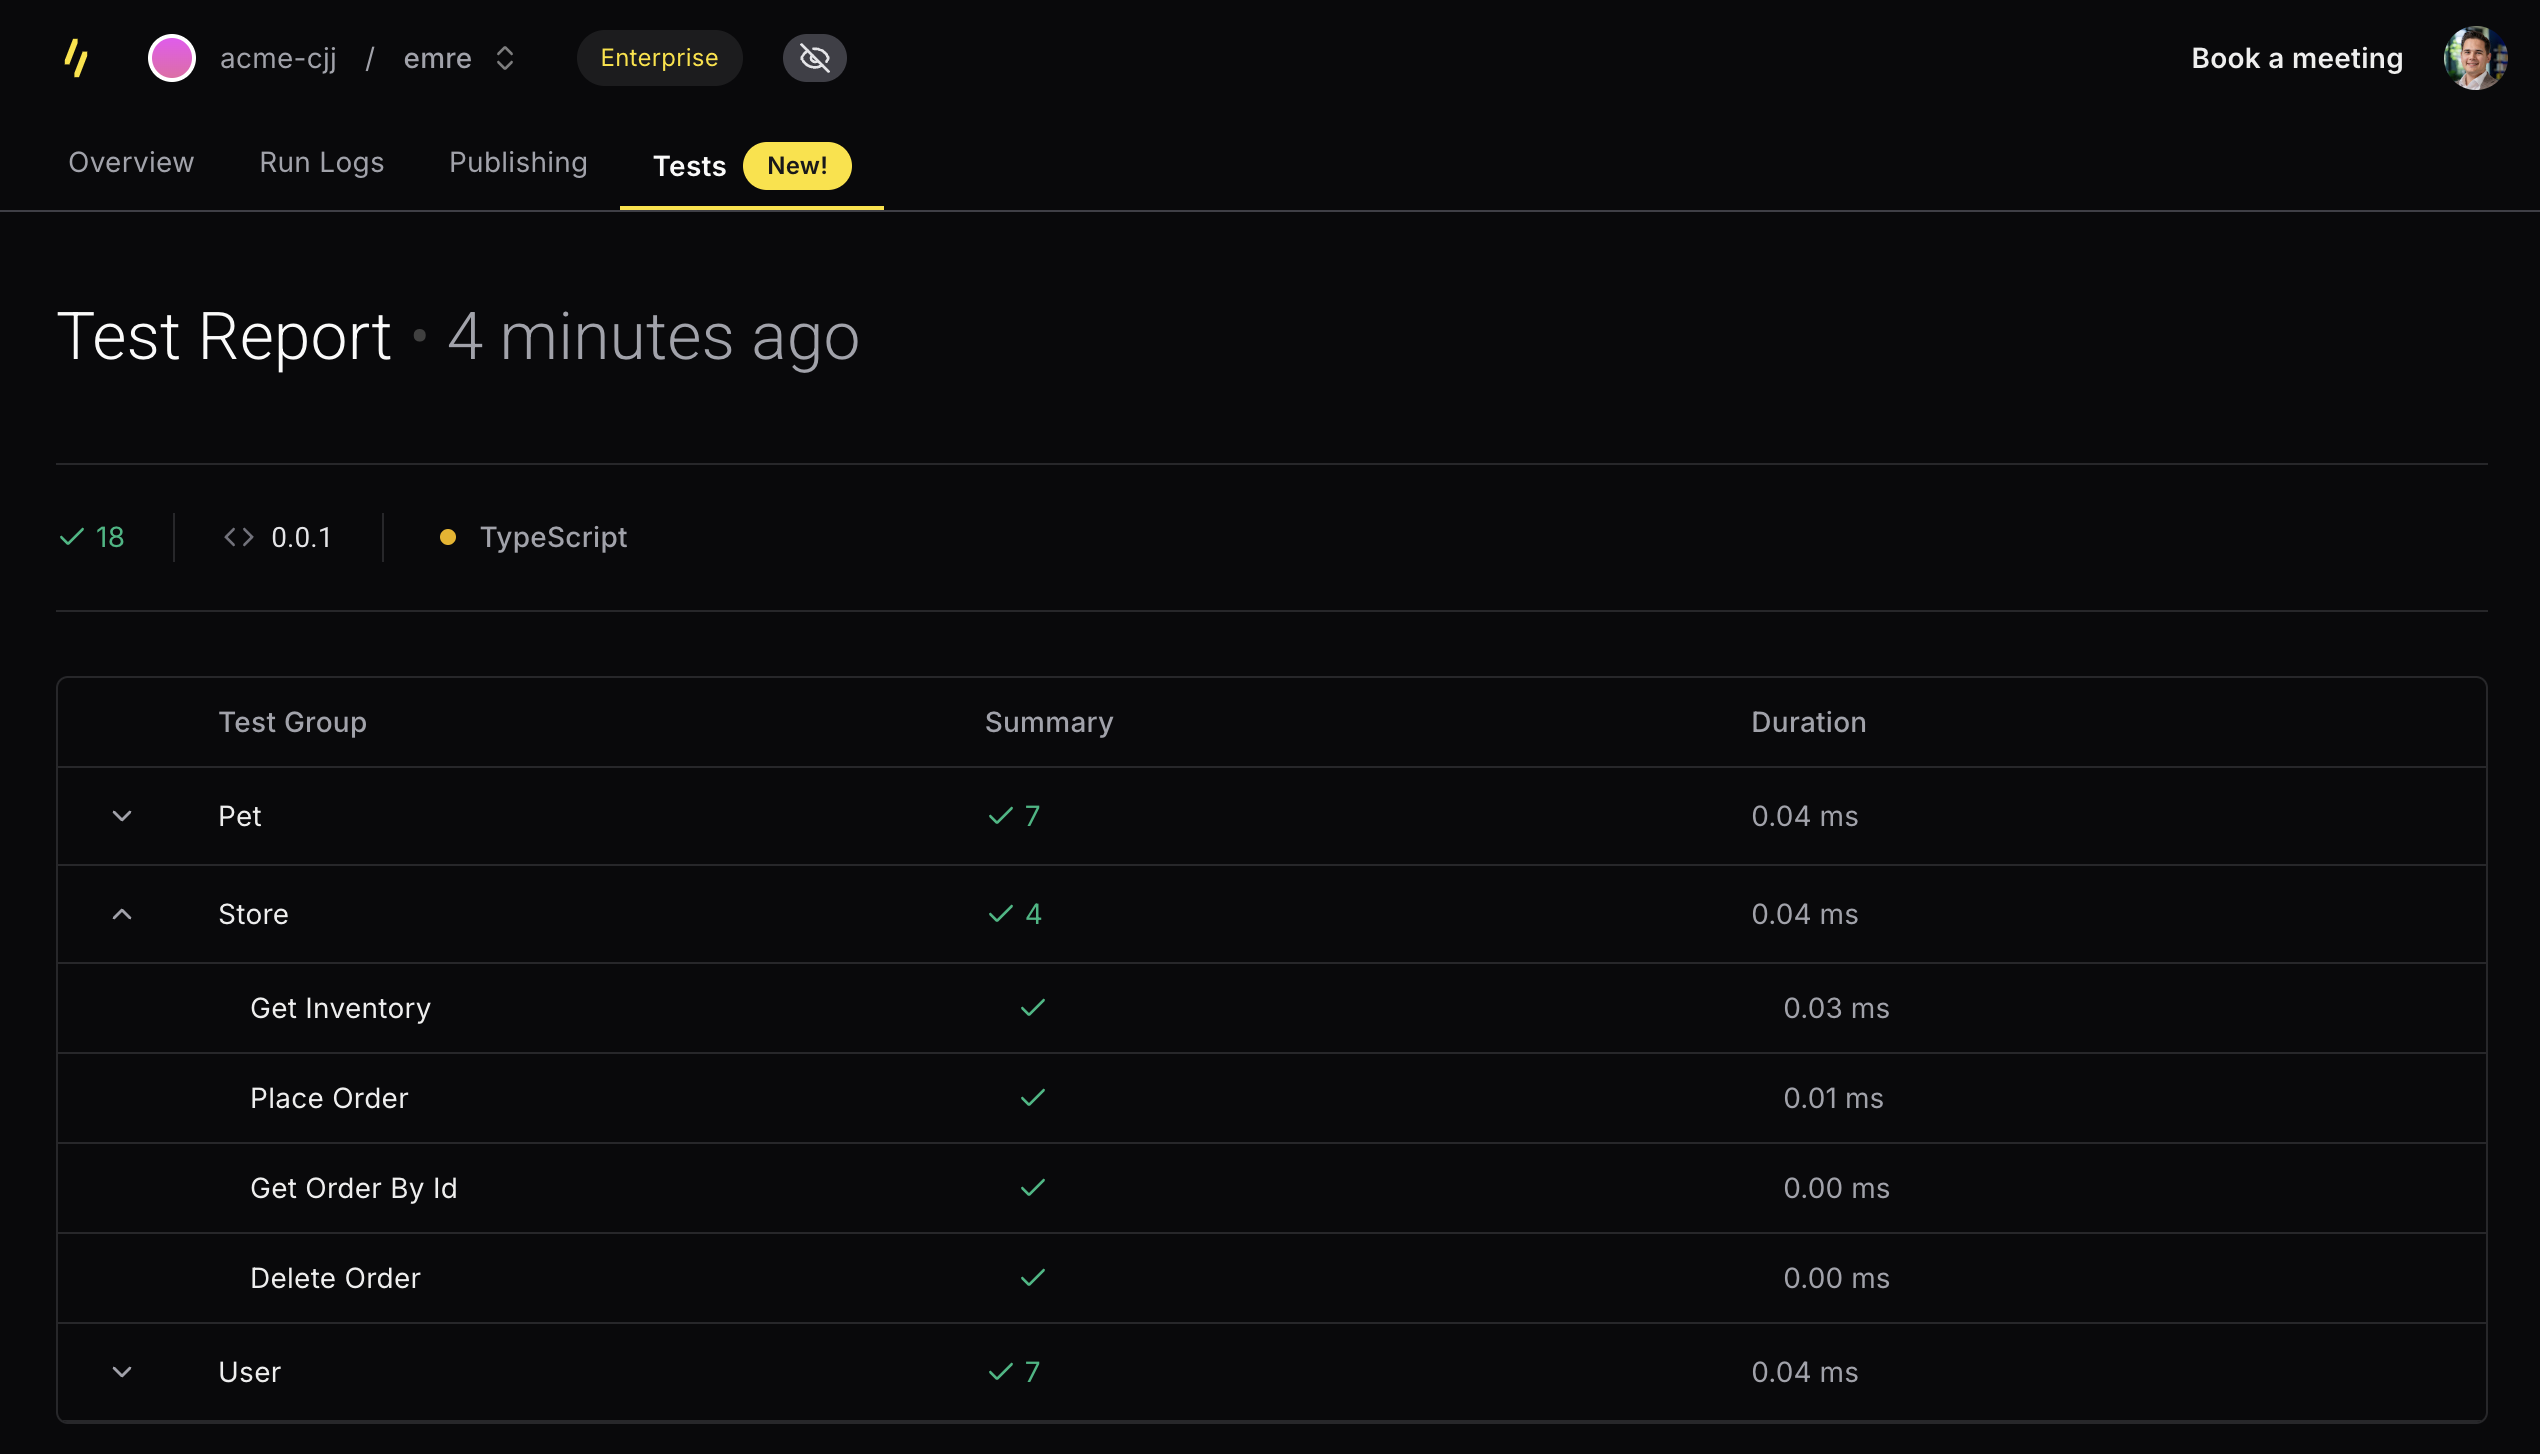 acme-cjj / emre Enterprise Book a meeting
Overview Run Logs Publishing Tests New!
Test Report • 4 minutes ago
18 <> 0.0.1 TypeScript
Test Group Summary Duration
Pet 7 0.04 ms
Store 4 0.04 ms
Get Inventory 0.03 ms
Place Order 0.01 ms
Get Order By Id 0.00 ms
Delete Order 0.00 ms
User 7 0.04 ms